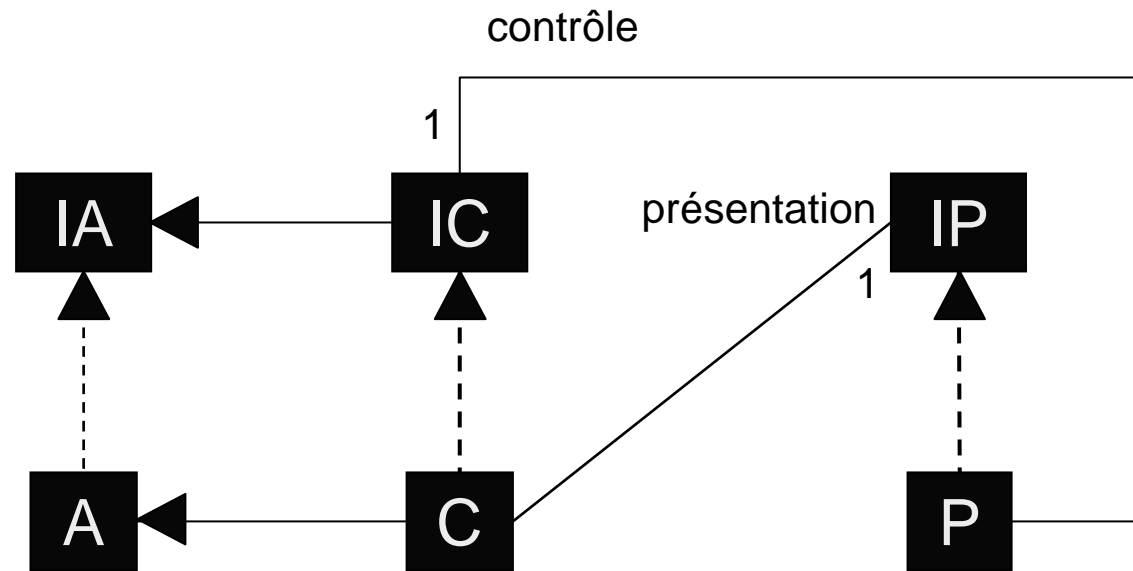 contrôle
1
IA
IC
présentation
IP
1
A
C
P